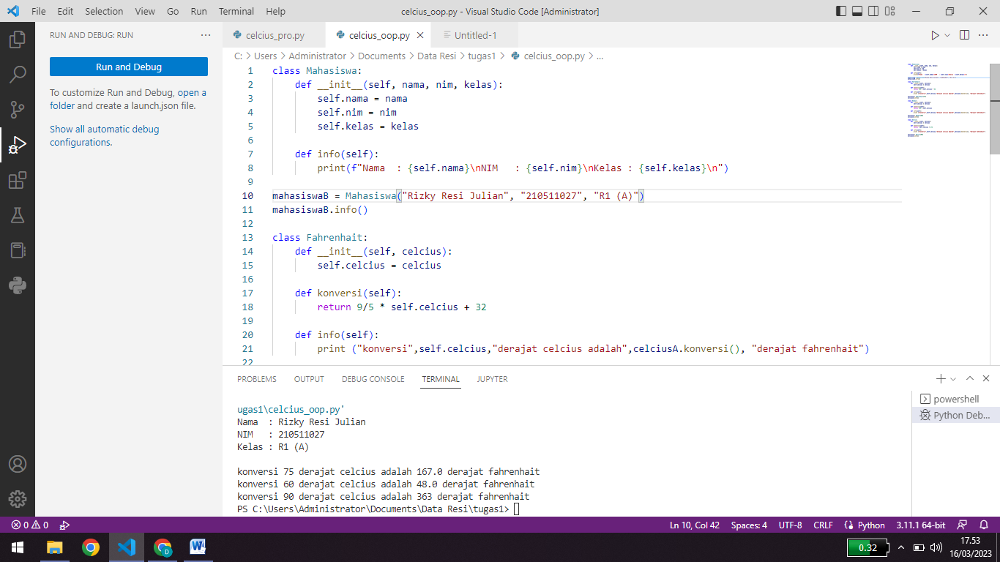 File Edit Selection View Go Run Terminal Help celcius_oop.py - Visual Studio Code [Administrator]
RUN AND DEBUG: RUN
Run and Debug
To customize Run and Debug, open a
folder and create a launch.json file.
Show all automatic debug
configurations.
celcius_pro.py celcius_oop.py Untitled-1
C: > Users > Administrator > Documents > Data Resi > tugas1 > celcius_oop.py > ...
1 class Mahasiswa:
2     def __init__(self, nama, nim, kelas):
3         self.nama = nama
4         self.nim = nim
5         self.kelas = kelas
6
7     def info(self):
8         print(f"Nama  : {self.nama}\nNIM   : {self.nim}\nKelas : {self.kelas}\n")
9
10 mahasiswaB = Mahasiswa("Rizky Resi Julian", "210511027", "R1 (A)")
11 mahasiswaB.info()
12
13 class Fahrenhait:
14     def __init__(self, celcius):
15         self.celcius = celcius
16
17     def konversi(self):
18         return 9/5 * self.celcius + 32
19
20     def info(self):
21         print ("konversi",self.celcius,"derajat celcius adalah",celciusA.konversi(), "derajat fahrenhait")
22
PROBLEMS OUTPUT DEBUG CONSOLE TERMINAL JUPYTER
powershell
Python Deb...
ugas1\celcius_oop.py'
Nama  : Rizky Resi Julian
NIM   : 210511027
Kelas : R1 (A)
konversi 75 derajat celcius adalah 167.0 derajat fahrenhait
konversi 60 derajat celcius adalah 48.0 derajat fahrenhait
konversi 90 derajat celcius adalah 363 derajat fahrenhait
PS C:\Users\Administrator\Documents\Data Resi\tugas1>
0 0 Ln 10, Col 42 Spaces: 4 UTF-8 CRLF Python 3.11.1 64-bit
0.32
17.53
16/03/2023